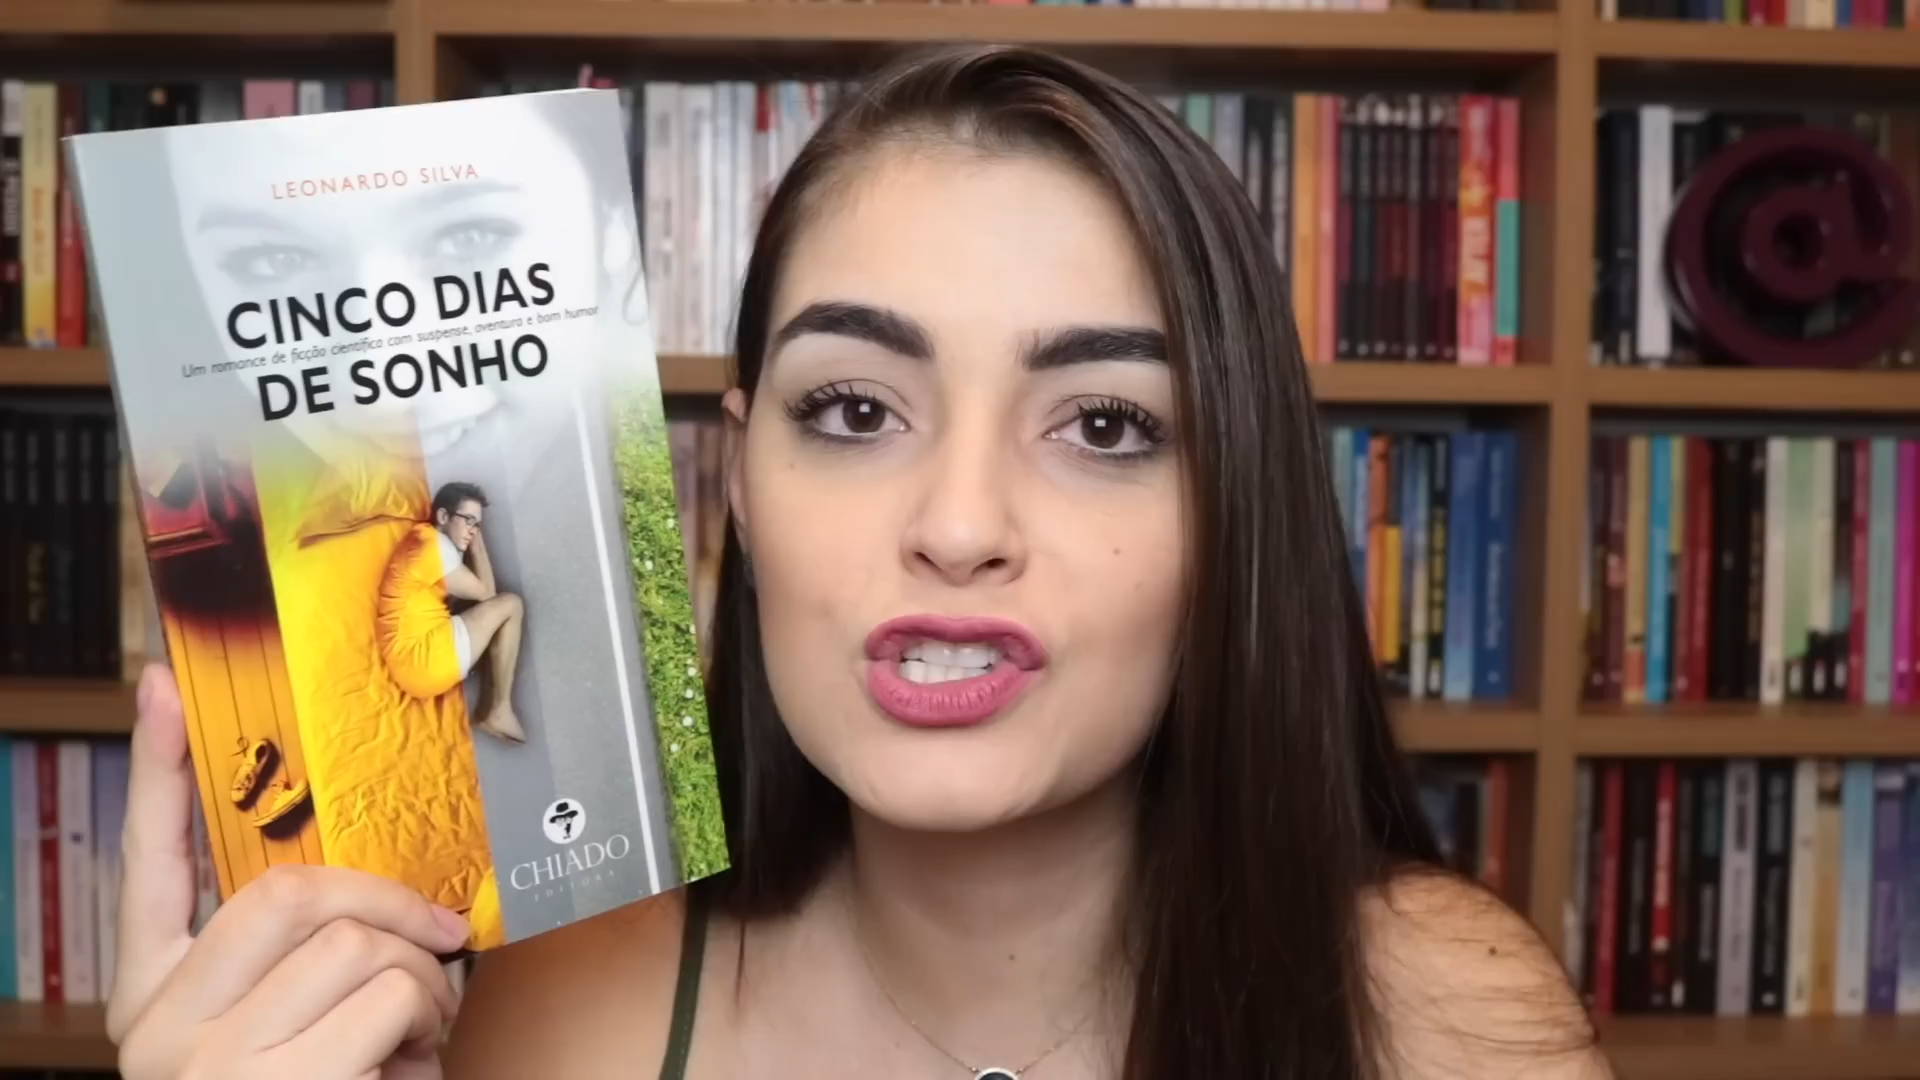 LEONARDO SILVA
CINCO DIAS
Um romance de ficção científica com suspense, aventura e bom humor
DE SONHO
CHIADO
EDITORA
@